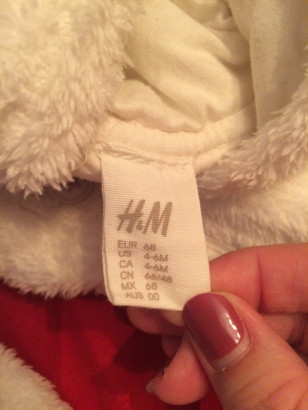 H&M
EUR 68
US 4-6M
CA 4-6M
CN 66/48
MX 68
AUS 00